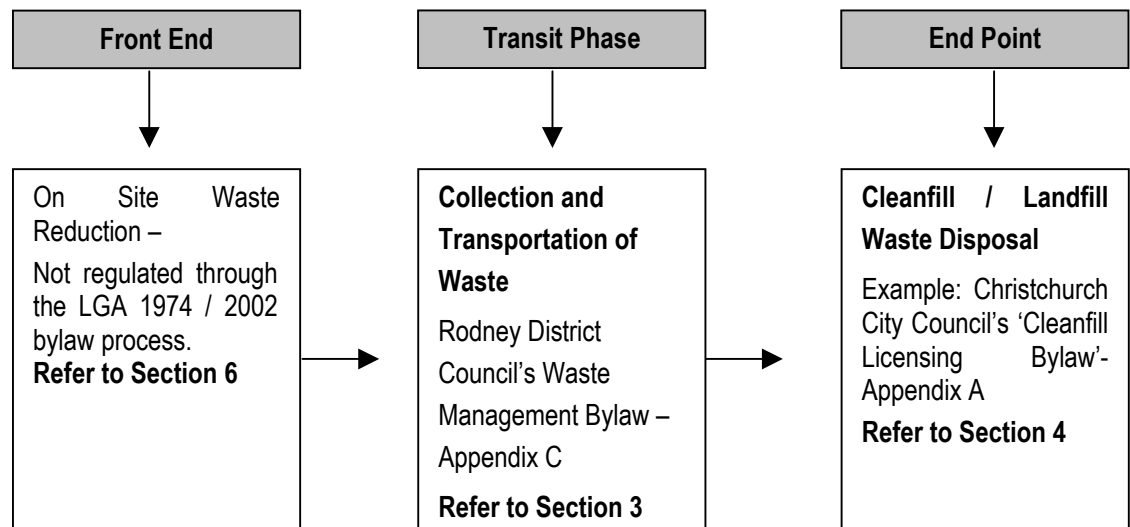 Front End
Transit Phase
End Point
On Site Waste
Reduction –
Not regulated through
the LGA 1974 / 2002
bylaw process.
Refer to Section 6
Collection and
Transportation of
Waste
Rodney District
Council's Waste
Management Bylaw –
Appendix C
Refer to Section 3
Cleanfill / Landfill
Waste Disposal
Example: Christchurch
City Council's 'Cleanfill
Licensing Bylaw'-
Appendix A
Refer to Section 4